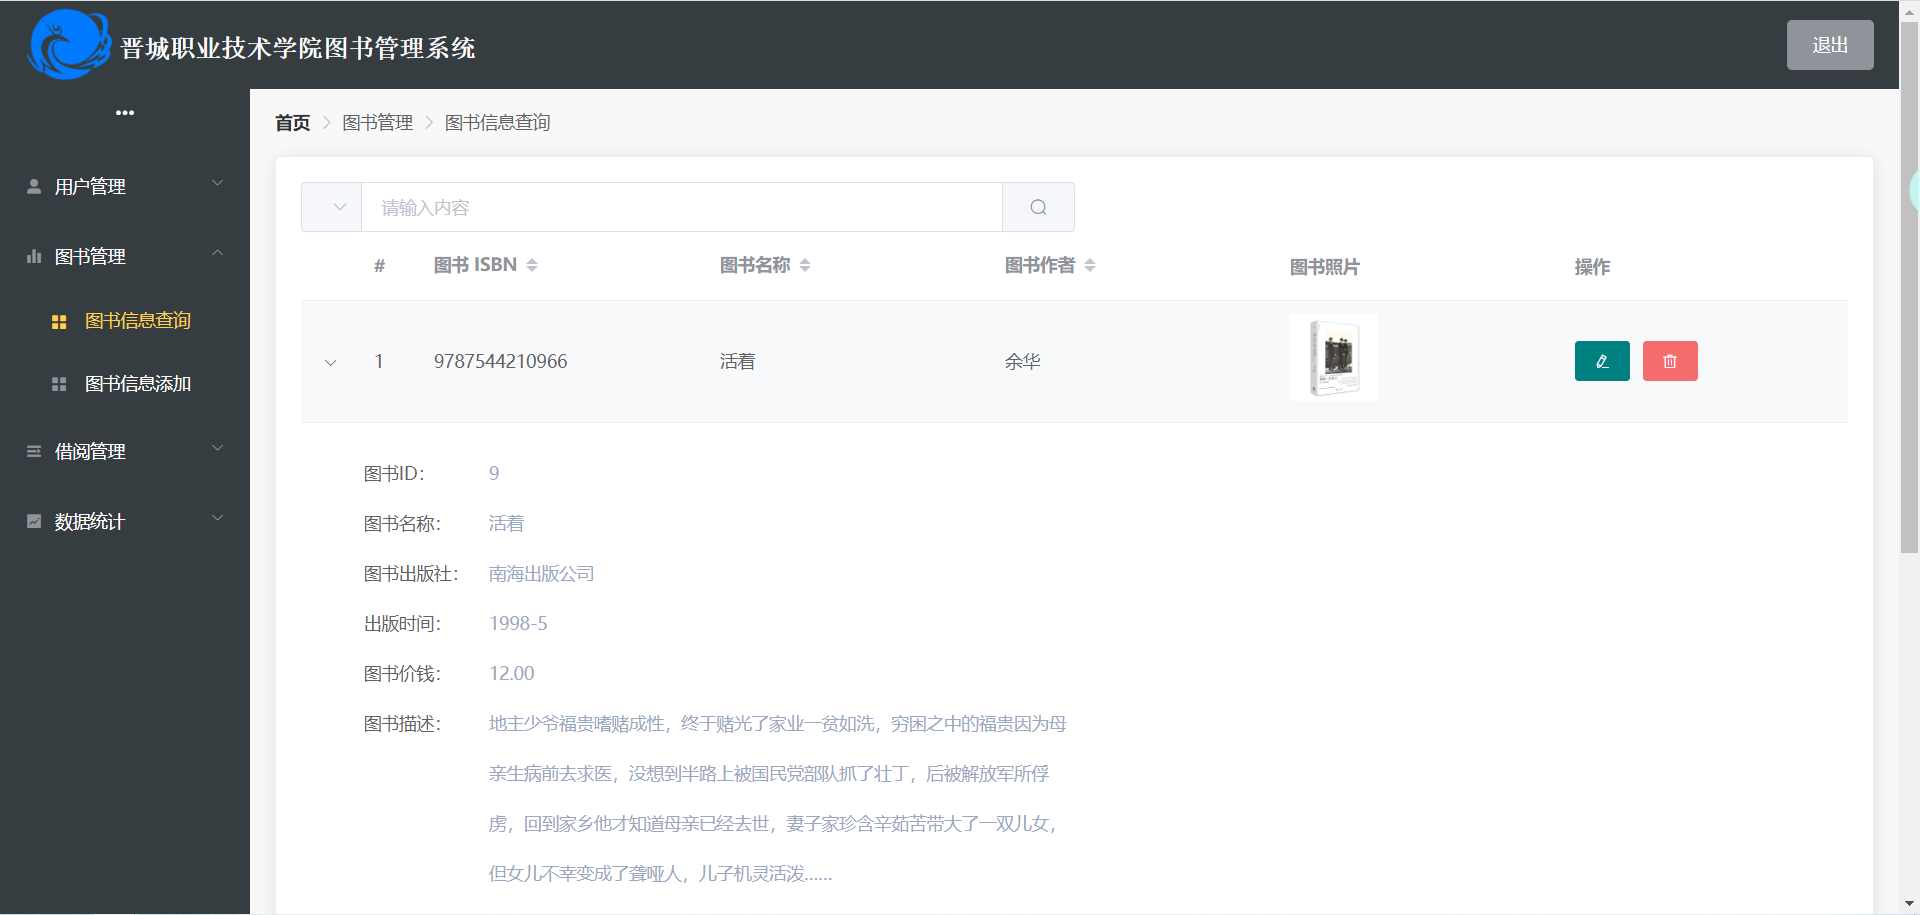 晋城职业技术学院图书管理系统
退出
•••
用户管理
图书管理
图书信息查询
图书信息添加
借阅管理
数据统计
首页 > 图书管理 > 图书信息查询
请输入内容
# 图书 ISBN 图书名称 图书作者 图书照片 操作
1 9787544210966 活着 余华
图书ID： 9
图书名称： 活着
图书出版社： 南海出版公司
出版时间： 1998-5
图书价钱： 12.00
图书描述： 地主少爷福贵嗜赌成性，终于赌光了家业一贫如洗，穷困之中的福贵因为母
亲生病前去求医，没想到半路上被国民党部队抓了壮丁，后被解放军所俘
虏，回到家乡他才知道母亲已经去世，妻子家珍含辛茹苦带大了一双儿女，
但女儿不幸变成了聋哑人，儿子机灵活泼……